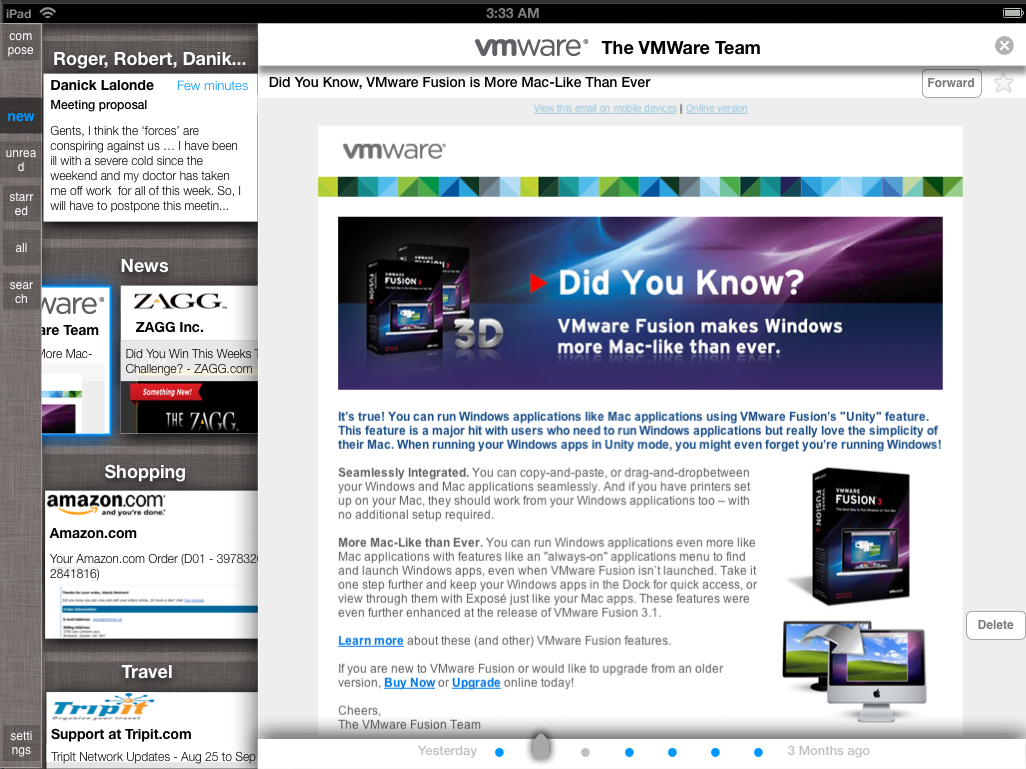 iPad
3:33 AM
com
pose
new
unrea
d
starr
ed
all
sear
ch
setti
ngs
Roger, Robert, Danik...
Danick Lalonde
Few minutes
Meeting proposal
Gents, I think the ‘forces’ are
conspiring against us … I have been
ill with a severe cold since the
weekend and my doctor has taken
me off work for all of this week. So, I
will have to postpone this meetin...
News
ware®
are Team
More Mac-
ZAGG
ZAGG Inc.
Did You Win This Weeks T
Challenge? - ZAGG.com
Something New!
THE ZAGG
Shopping
amazon.com
and you're done.
Amazon.com
Your Amazon.com Order (D01 - 397832
2841816)
Travel
TripIt
Organize your travel
Support at Tripit.com
TripIt Network Updates - Aug 25 to Sep
vmware® The VMWare Team
Did You Know, VMware Fusion is More Mac-Like Than Ever
Forward
View this email on mobile devices | Online version
vmware®
VMWARE
FUSION 3
3D
Did You Know?
VMware Fusion makes Windows
more Mac-like than ever.
It's true! You can run Windows applications like Mac applications using VMware Fusion's "Unity" feature.
This feature is a major hit with users who need to run Windows applications but really love the simplicity of
their Mac. When running your Windows apps in Unity mode, you might even forget you're running Windows!
Seamlessly Integrated. You can copy-and-paste, or drag-and-dropbetween
your Windows and Mac applications seamlessly. And if you have printers set
up on your Mac, they should work from your Windows applications too – with
no additional setup required.
More Mac-Like than Ever. You can run Windows applications even more like
Mac applications with features like an "always-on" applications menu to find
and launch Windows apps, even when VMware Fusion isn´t launched. Take it
one step further and keep your Windows apps in the Dock for quick access, or
view through them with Exposé just like your Mac apps. These features were
even further enhanced at the release of VMware Fusion 3.1.
VMWARE
FUSION 3
Learn more about these (and other) VMware Fusion features.
If you are new to VMware Fusion or would like to upgrade from an older
version, Buy Now or Upgrade online today!
Cheers,
The VMware Fusion Team
Delete
Yesterday
3 Months ago